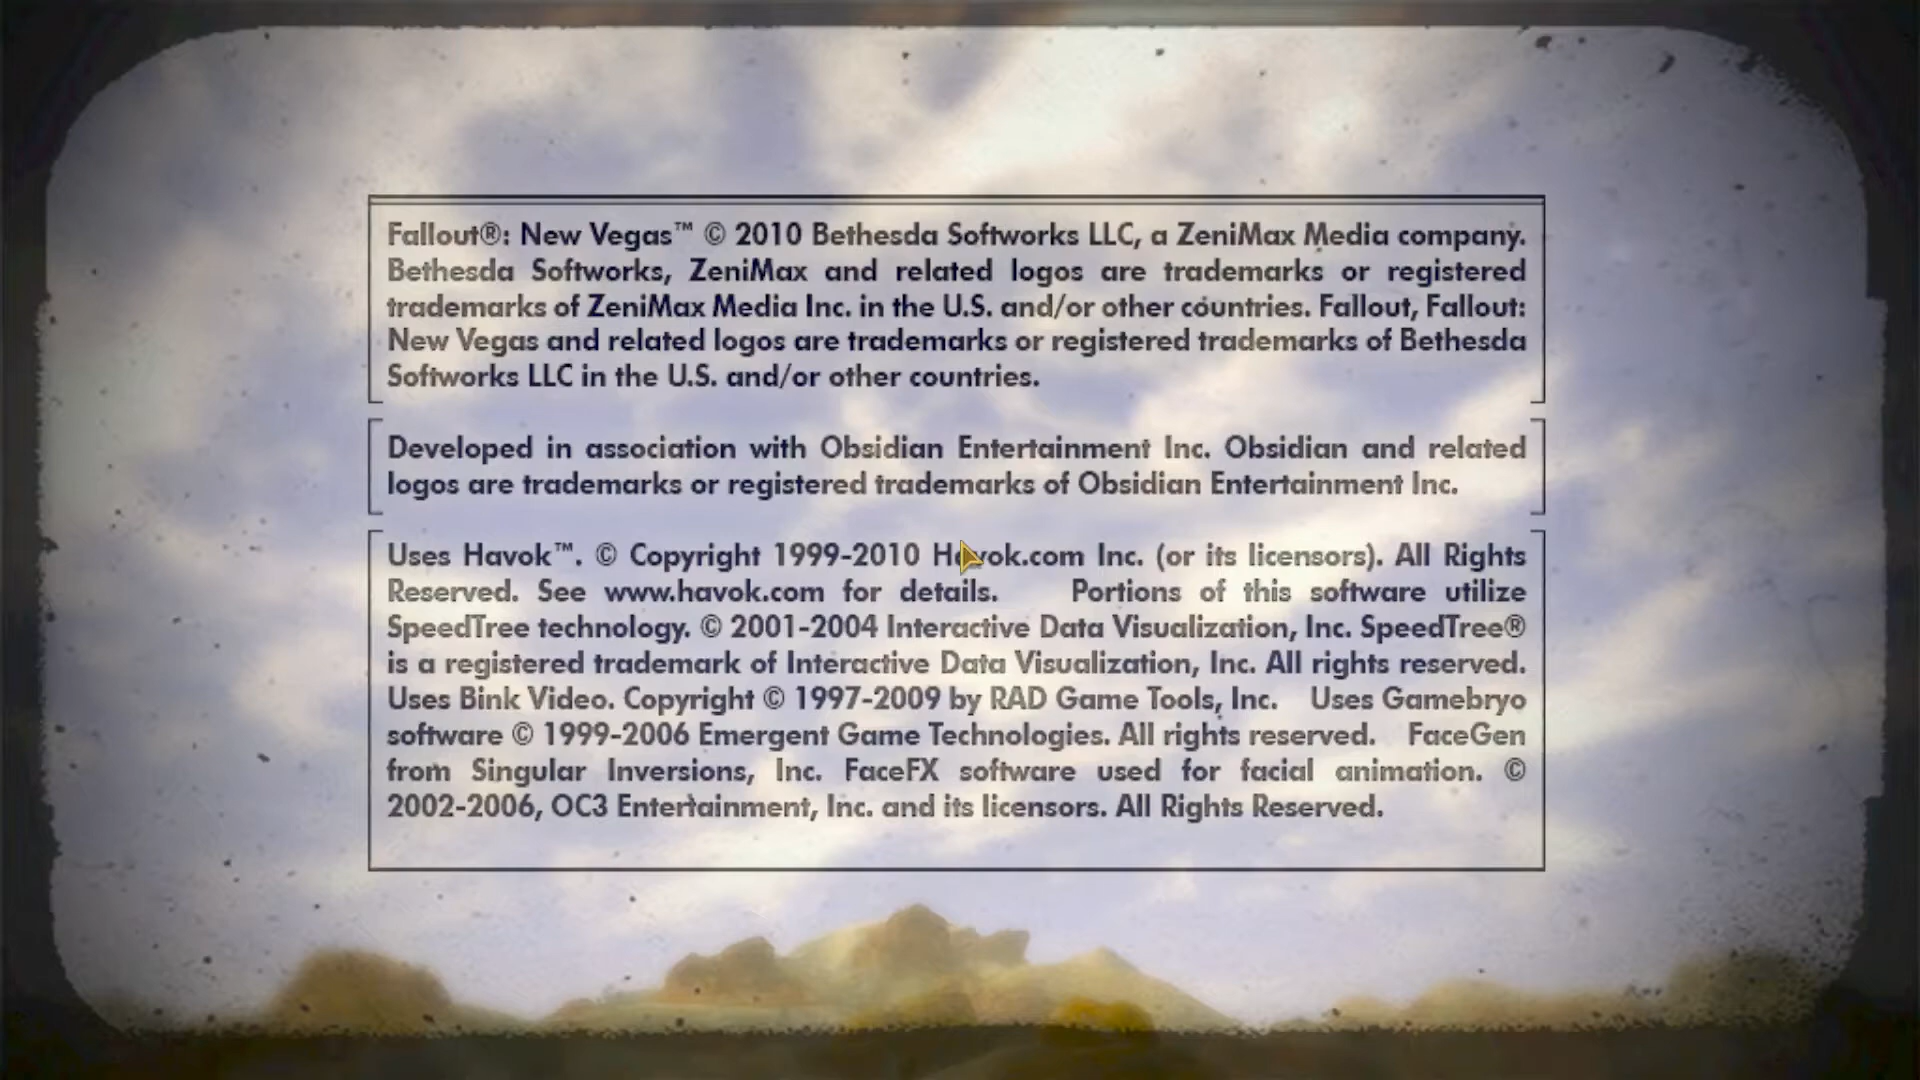 Fallout®: New Vegas™ © 2010 Bethesda Softworks LLC, a ZeniMax Media company.
Bethesda Softworks, ZeniMax and related logos are trademarks or registered
trademarks of ZeniMax Media Inc. in the U.S. and/or other countries. Fallout, Fallout:
New Vegas and related logos are trademarks or registered trademarks of Bethesda
Softworks LLC in the U.S. and/or other countries.
Developed in association with Obsidian Entertainment Inc. Obsidian and related
logos are trademarks or registered trademarks of Obsidian Entertainment Inc.
Uses Havok™. © Copyright 1999-2010 Havok.com Inc. (or its licensors). All Rights
Reserved. See www.havok.com for details. Portions of this software utilize
SpeedTree technology. © 2001-2004 Interactive Data Visualization, Inc. SpeedTree®
is a registered trademark of Interactive Data Visualization, Inc. All rights reserved.
Uses Bink Video. Copyright © 1997-2009 by RAD Game Tools, Inc. Uses Gamebryo
software © 1999-2006 Emergent Game Technologies. All rights reserved. FaceGen
from Singular Inversions, Inc. FaceFX software used for facial animation. ©
2002-2006, OC3 Entertainment, Inc. and its licensors. All Rights Reserved.